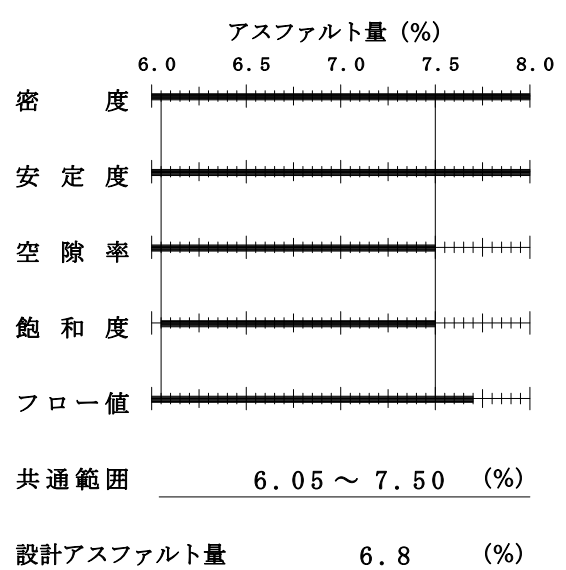 アスファルト量 (%)
6.0 6.5 7.0 7.5 8.0
密度
安定度
空隙率
飽和度
フロー値
共通範囲 6.05～7.50 (%)
設計アスファルト量 6.8 (%)